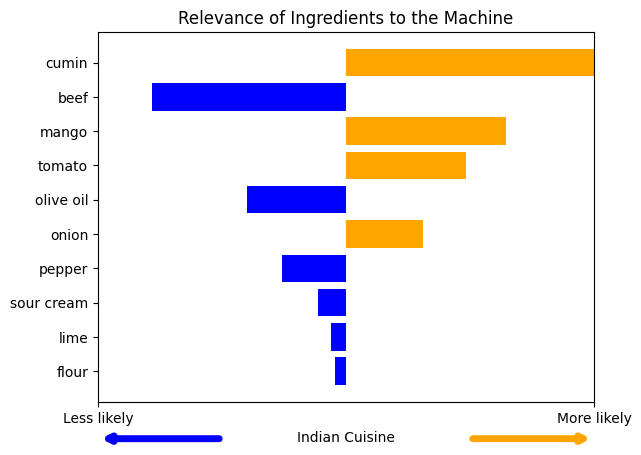 Relevance of Ingredients to the Machine
cumin
beef
mango
tomato
olive oil
onion
pepper
sour cream
lime
flour
Less likely
More likely
Indian Cuisine